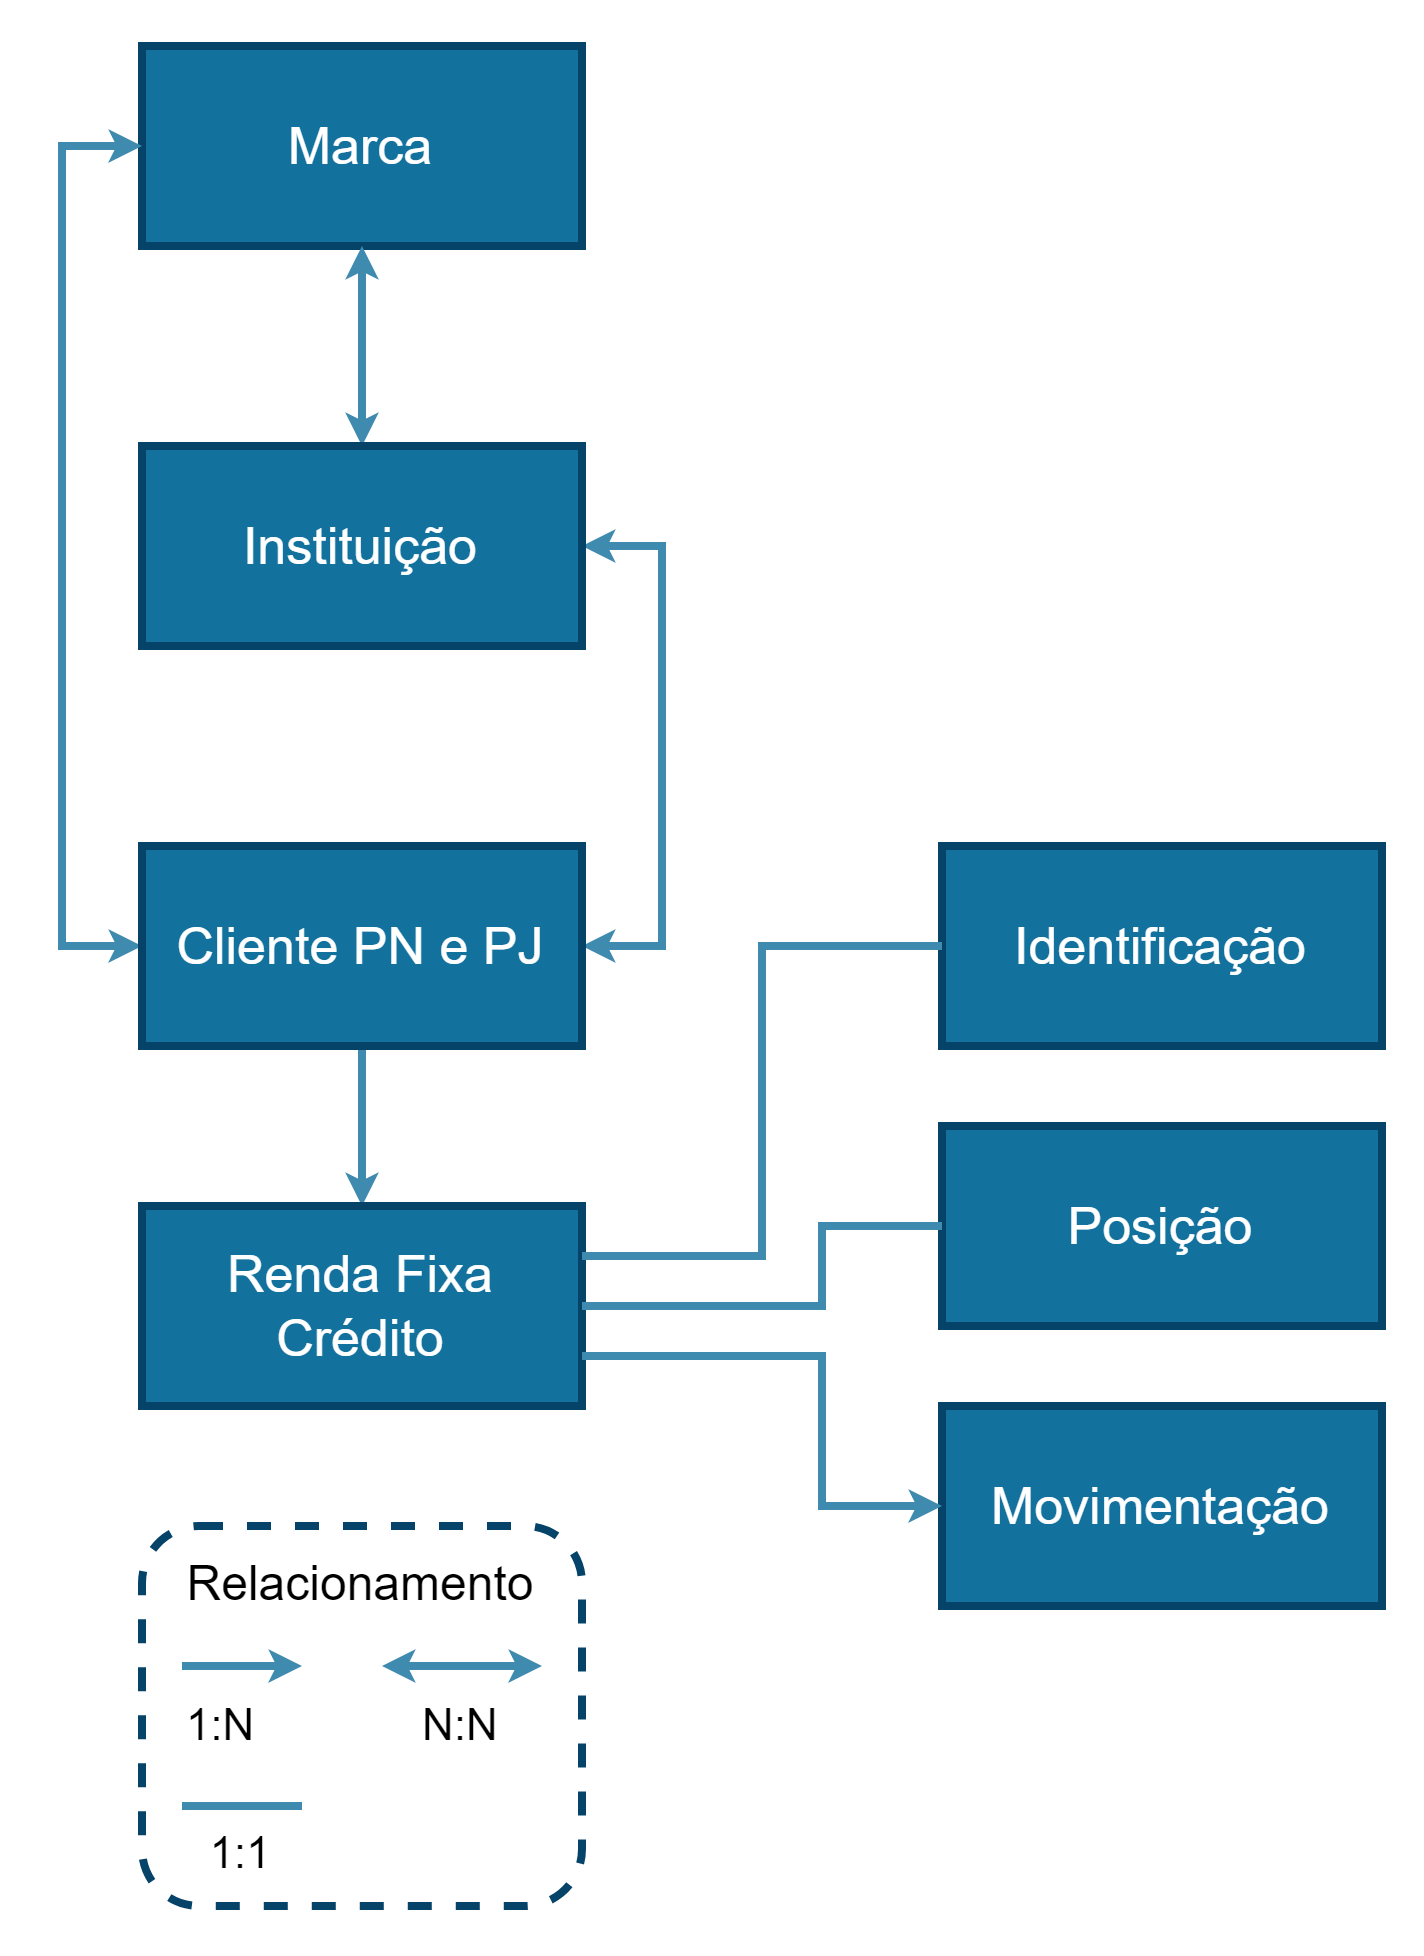 Marca
Instituição
Cliente PN e PJ
Identificação
Posição
Renda Fixa
Crédito
Movimentação
Relacionamento
1:N
N:N
1:1